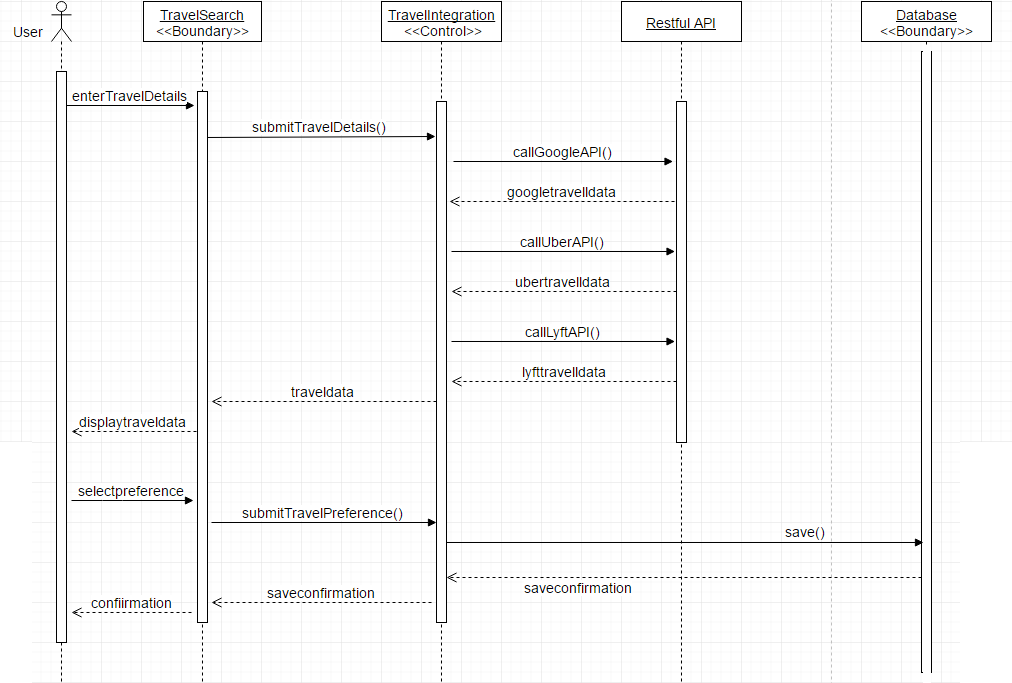 User
TravelSearch
<<Boundary>>
TravelIntegration
<<Control>>
Restful API
Database
<<Boundary>>
enterTravelDetails
submitTravelDetails()
callGoogleAPI()
googletravelldata
callUberAPI()
ubertravelldata
callLyftAPI()
lyfttravelldata
traveldata
displaytraveldata
selectpreference
submitTravelPreference()
save()
saveconfirmation
saveconfirmation
confiirmation